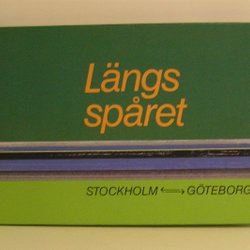 Längs
spåret
STOCKHOLM ⟺ GÖTEBORG